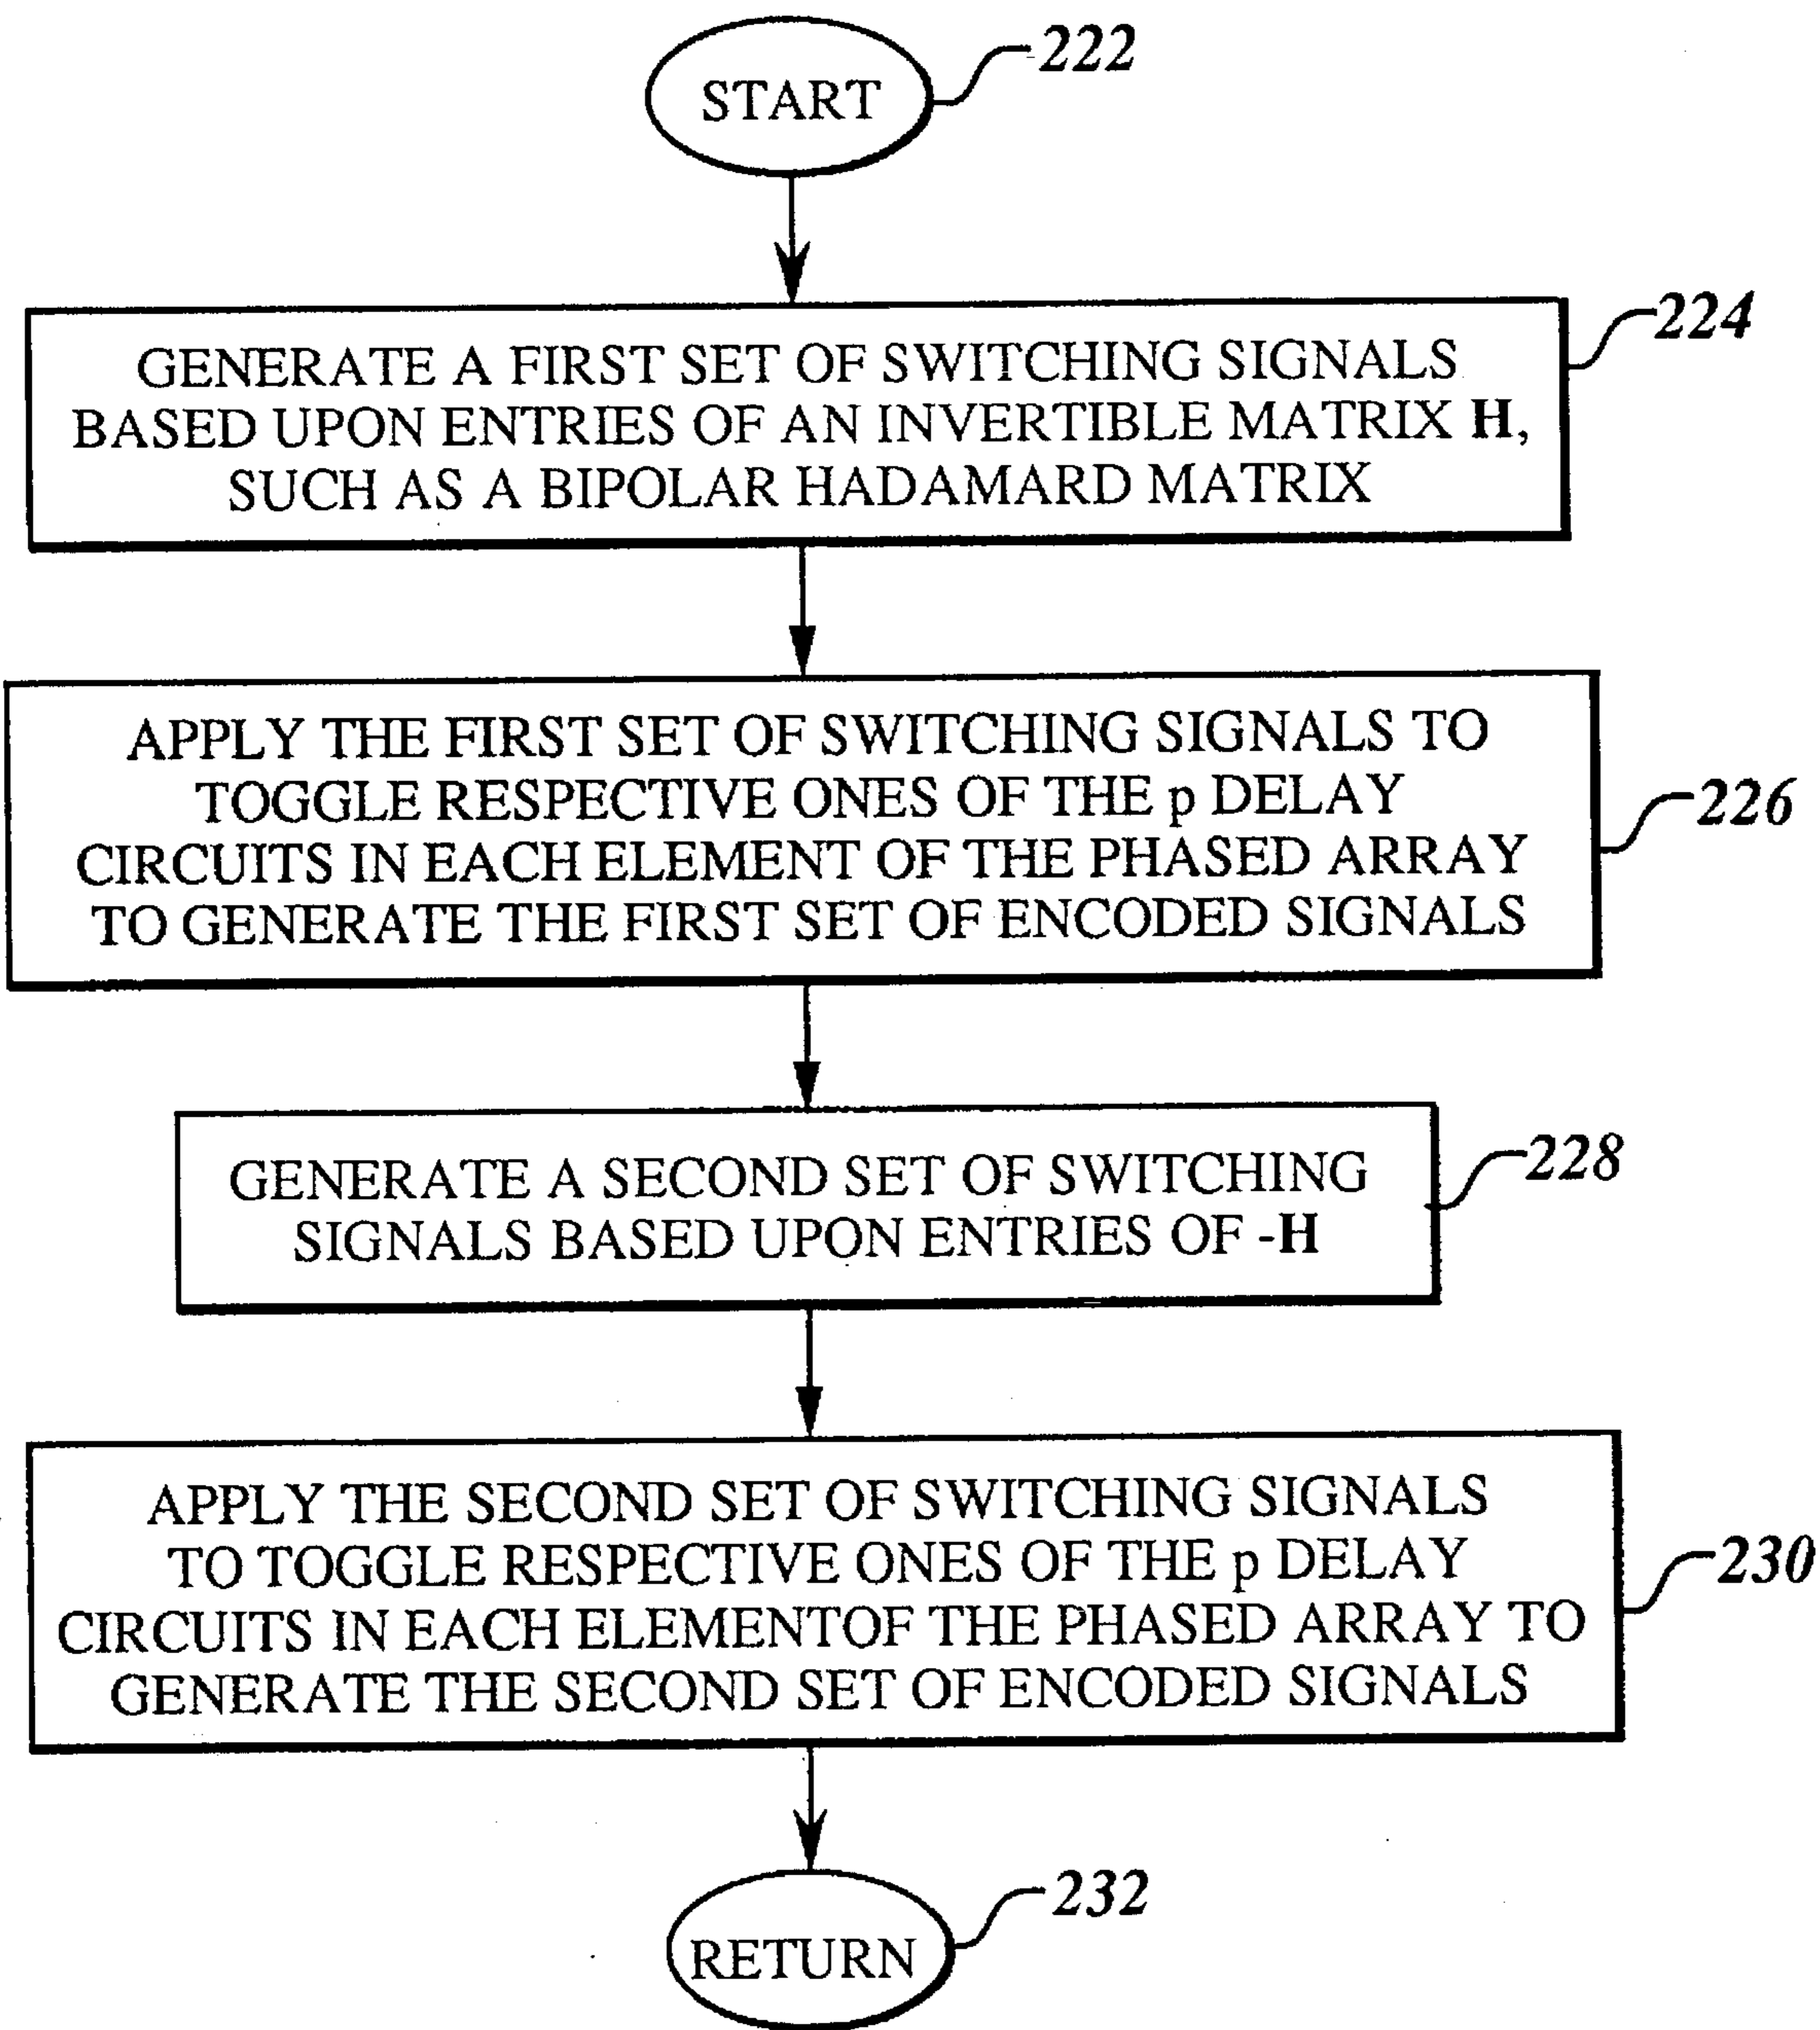 START
222
224
GENERATE A FIRST SET OF SWITCHING SIGNALS
BASED UPON ENTRIES OF AN INVERTIBLE MATRIX H,
SUCH AS A BIPOLAR HADAMARD MATRIX
APPLY THE FIRST SET OF SWITCHING SIGNALS TO
TOGGLE RESPECTIVE ONES OF THE p DELAY
226
CIRCUITS IN EACH ELEMENT OF THE PHASED ARRAY
TO GENERATE THE FIRST SET OF ENCODED SIGNALS
228
GENERATE A SECOND SET OF SWITCHING
SIGNALS BASED UPON ENTRIES OF -H
APPLY THE SECOND SET OF SWITCHING SIGNALS
TO TOGGLE RESPECTIVE ONES OF THE p DELAY
230
CIRCUITS IN EACH ELEMENTOF THE PHASED ARRAY TO
GENERATE THE SECOND SET OF ENCODED SIGNALS
232
RETURN